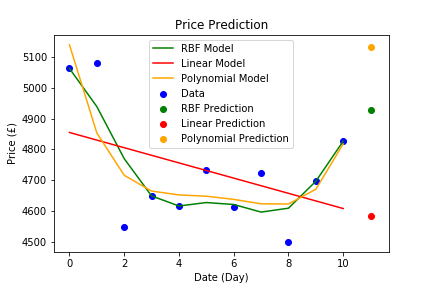 Price Prediction
RBF Model
Linear Model
Polynomial Model
Data
RBF Prediction
Linear Prediction
Polynomial Prediction
5100
5000
4900
4800
4700
4600
4500
Price (£)
0 2 4 6 8 10
Date (Day)